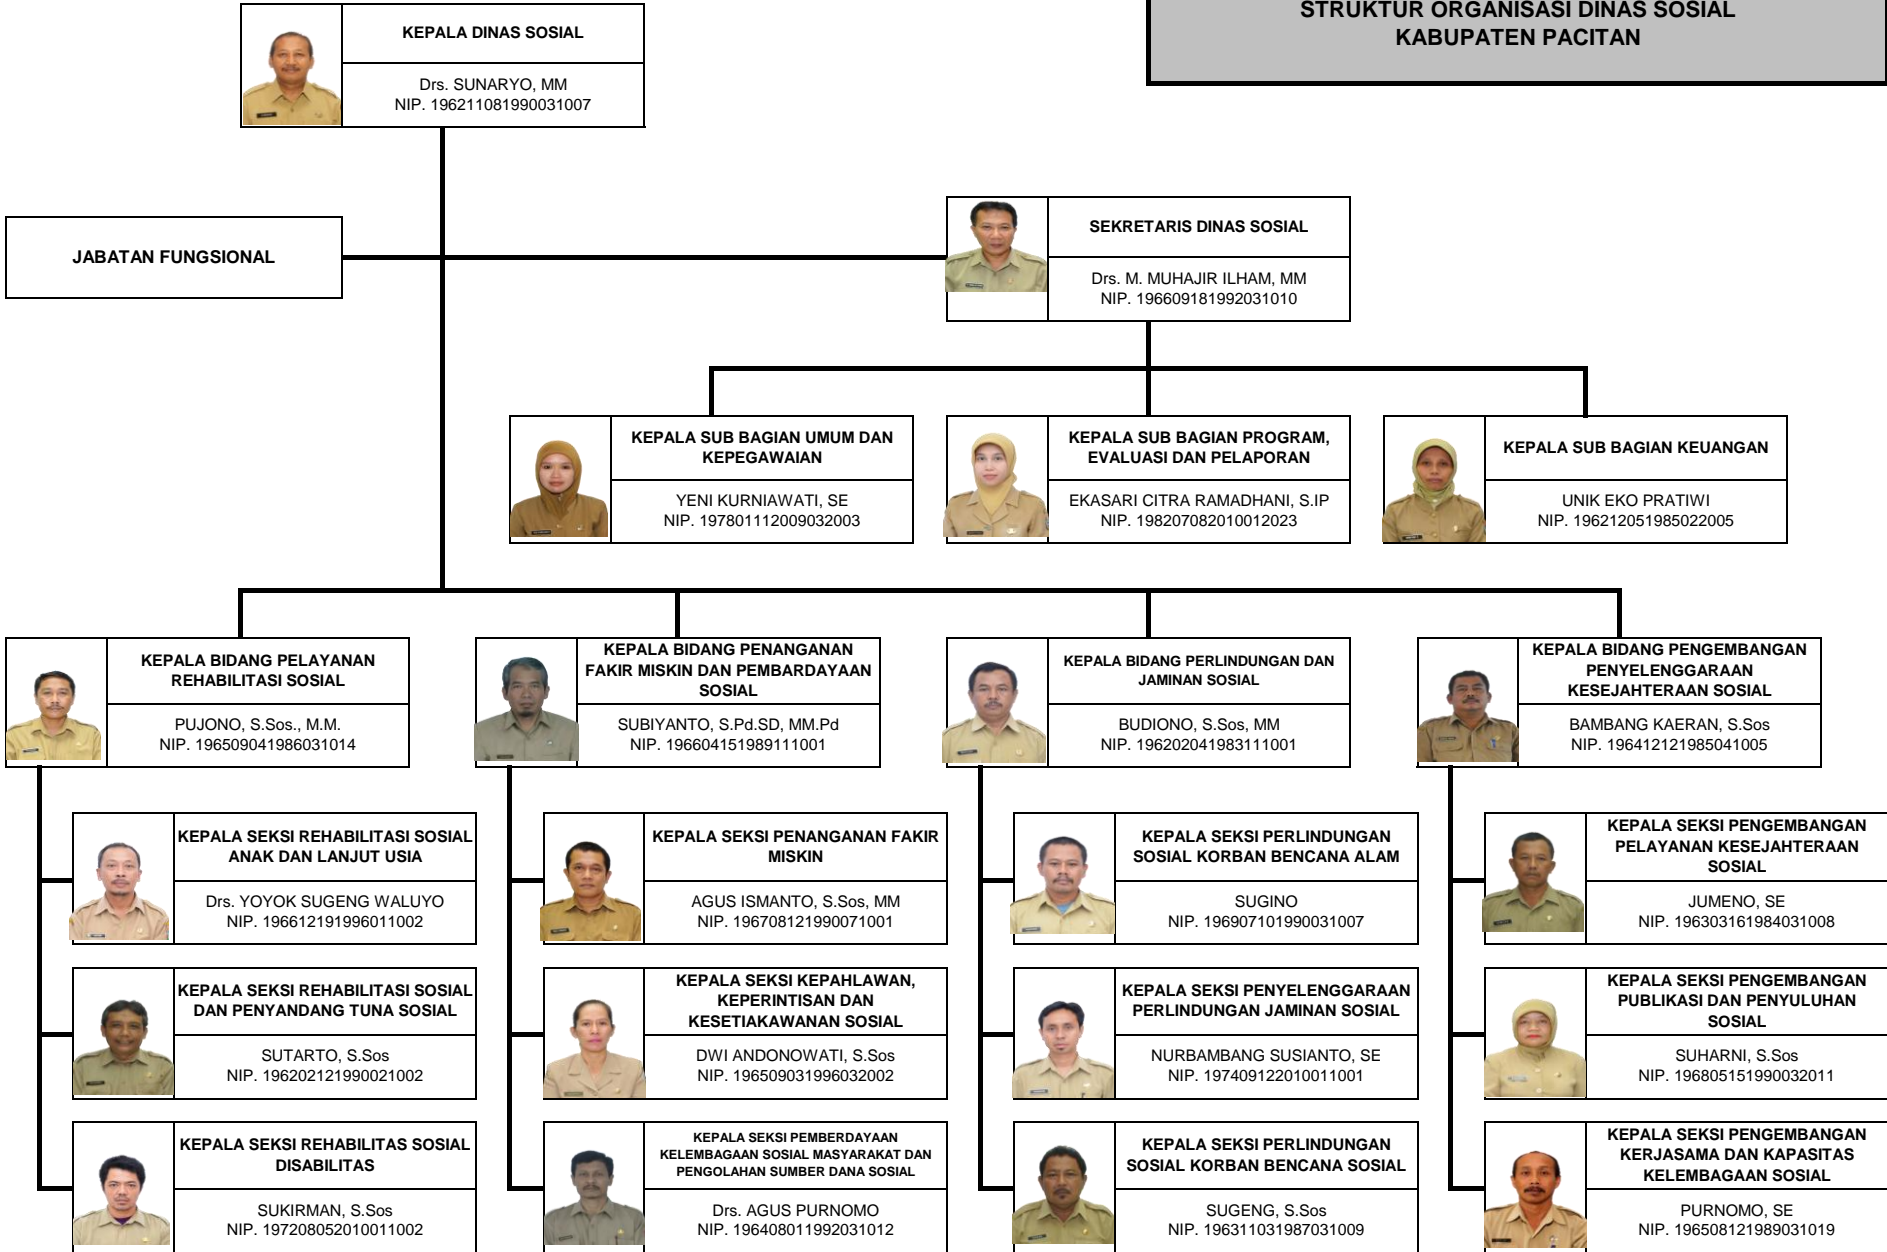 STRUKTUR ORGANISASI DINAS SOSIAL
KABUPATEN PACITAN
KEPALA DINAS SOSIAL
Drs. SUNARYO, MM
NIP. 196211081990031007
JABATAN FUNGSIONAL
SEKRETARIS DINAS SOSIAL
Drs. M. MUHAJIR ILHAM, MM
NIP. 196609181992031010
KEPALA SUB BAGIAN UMUM DAN
KEPEGAWAIAN
YENI KURNIAWATI, SE
NIP. 197801112009032003
KEPALA SUB BAGIAN PROGRAM,
EVALUASI DAN PELAPORAN
EKASARI CITRA RAMADHANI, S.IP
NIP. 198207082010012023
KEPALA SUB BAGIAN KEUANGAN
UNIK EKO PRATIWI
NIP. 196212051985022005
KEPALA BIDANG PELAYANAN
REHABILITASI SOSIAL
PUJONO, S.Sos., M.M.
NIP. 196509041986031014
KEPALA BIDANG PENANGANAN
FAKIR MISKIN DAN PEMBARDAYAAN
SOSIAL
SUBIYANTO, S.Pd.SD, MM.Pd
NIP. 196604151989111001
KEPALA BIDANG PERLINDUNGAN DAN
JAMINAN SOSIAL
BUDIONO, S.Sos, MM
NIP. 196202041983111001
KEPALA BIDANG PENGEMBANGAN
PENYELENGGARAAN
KESEJAHTERAAN SOSIAL
BAMBANG KAERAN, S.Sos
NIP. 196412121985041005
KEPALA SEKSI REHABILITASI SOSIAL
ANAK DAN LANJUT USIA
Drs. YOYOK SUGENG WALUYO
NIP. 196612191996011002
KEPALA SEKSI PENANGANAN FAKIR
MISKIN
AGUS ISMANTO, S.Sos, MM
NIP. 196708121990071001
KEPALA SEKSI PERLINDUNGAN
SOSIAL KORBAN BENCANA ALAM
SUGINO
NIP. 196907101990031007
KEPALA SEKSI PENGEMBANGAN
PELAYANAN KESEJAHTERAAN
SOSIAL
JUMENO, SE
NIP. 196303161984031008
KEPALA SEKSI REHABILITASI SOSIAL
DAN PENYANDANG TUNA SOSIAL
SUTARTO, S.Sos
NIP. 196202121990021002
KEPALA SEKSI KEPAHLAWAN,
KEPERINTISAN DAN
KESETIAKAWANAN SOSIAL
DWI ANDONOWATI, S.Sos
NIP. 196509031996032002
KEPALA SEKSI PENYELENGGARAAN
PERLINDUNGAN JAMINAN SOSIAL
NURBAMBANG SUSIANTO, SE
NIP. 197409122010011001
KEPALA SEKSI PENGEMBANGAN
PUBLIKASI DAN PENYULUHAN
SOSIAL
SUHARNI, S.Sos
NIP. 196805151990032011
KEPALA SEKSI REHABILITAS SOSIAL
DISABILITAS
SUKIRMAN, S.Sos
NIP. 197208052010011002
KEPALA SEKSI PEMBERDAYAAN
KELEMBAGAAN SOSIAL MASYARAKAT DAN
PENGOLAHAN SUMBER DANA SOSIAL
Drs. AGUS PURNOMO
NIP. 196408011992031012
KEPALA SEKSI PERLINDUNGAN
SOSIAL KORBAN BENCANA SOSIAL
SUGENG, S.Sos
NIP. 196311031987031009
KEPALA SEKSI PENGEMBANGAN
KERJASAMA DAN KAPASITAS
KELEMBAGAAN SOSIAL
PURNOMO, SE
NIP. 196508121989031019